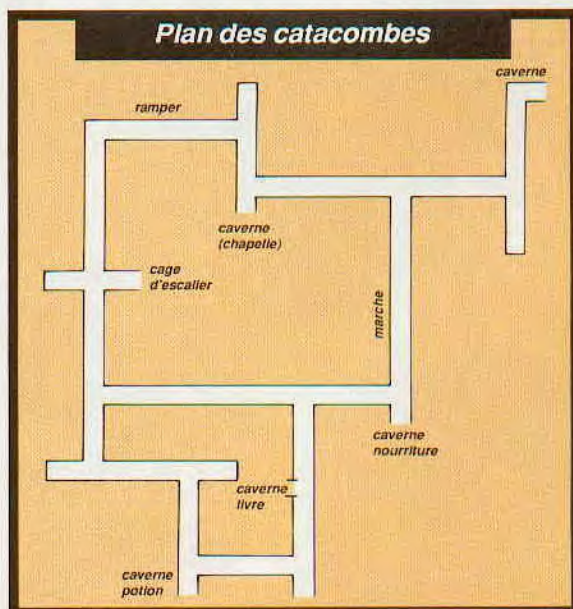 Plan des catacombes
caverne
ramper
caverne
(chapelle)
cage
d'escalier
marche
caverne
nourriture
caverne
livre
caverne
potion